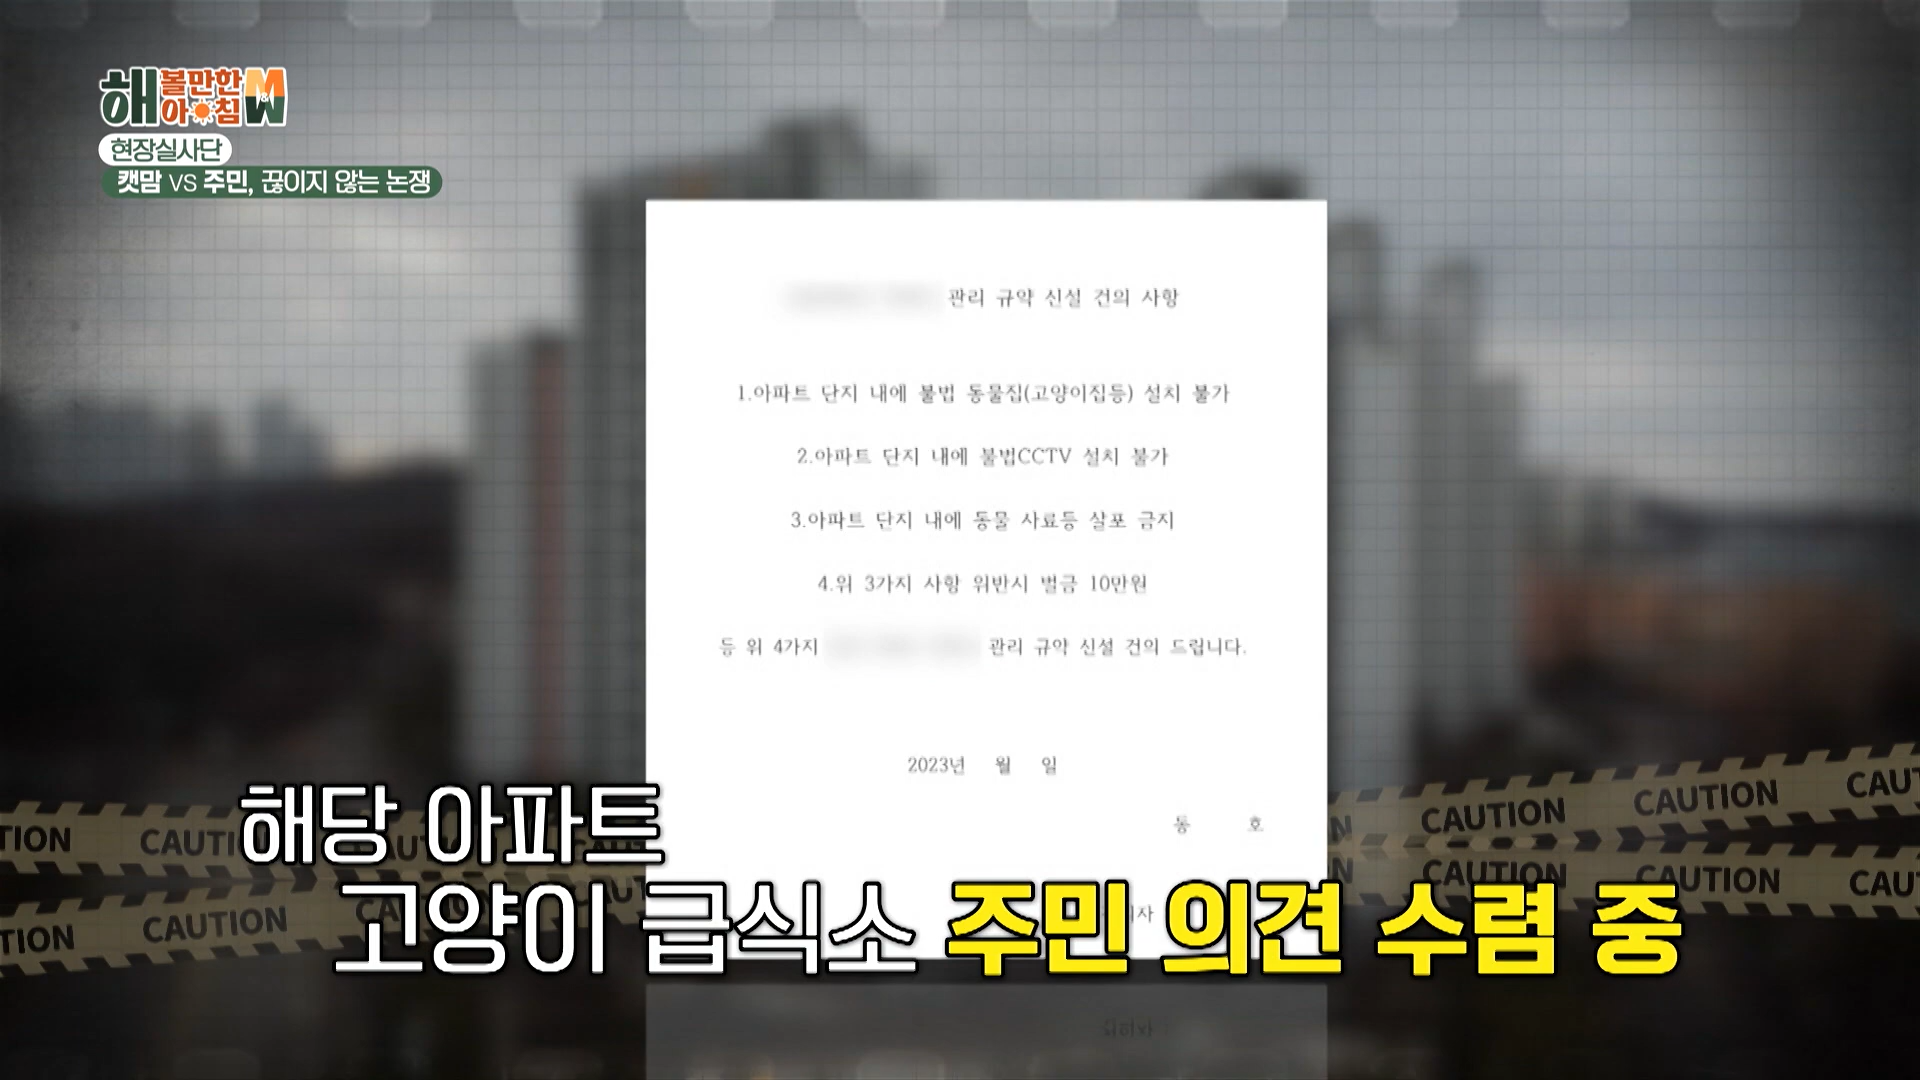 해볼만한 아침 M&W
현장실사단
캣맘 VS 주민, 끊이지 않는 논쟁
관리 규약 신설 건의 사항
1.아파트 단지 내에 불법 동물집(고양이집등) 설치 불가
2.아파트 단지 내에 불법CCTV 설치 불가
3.아파트 단지 내에 동물 사료등 살포 금지
4.위 3가지 사항 위반시 벌금 10만원
등 위 4가지 관리 규약 신설 건의 드립니다.
2023년 월 일
동 호
해당 아파트
고양이 급식소 주민 의견 수렴 중
CAUTION CAUTION CAUTION
CAUTION CAUTION CAUTION